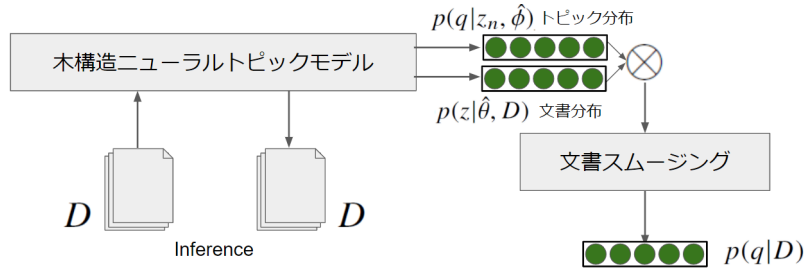 p(q|z_n, φ̂) トピック分布
木構造ニューラルトピックモデル
p(z|θ̂, D) 文書分布
文書スムージング
D
D
Inference
p(q|D)